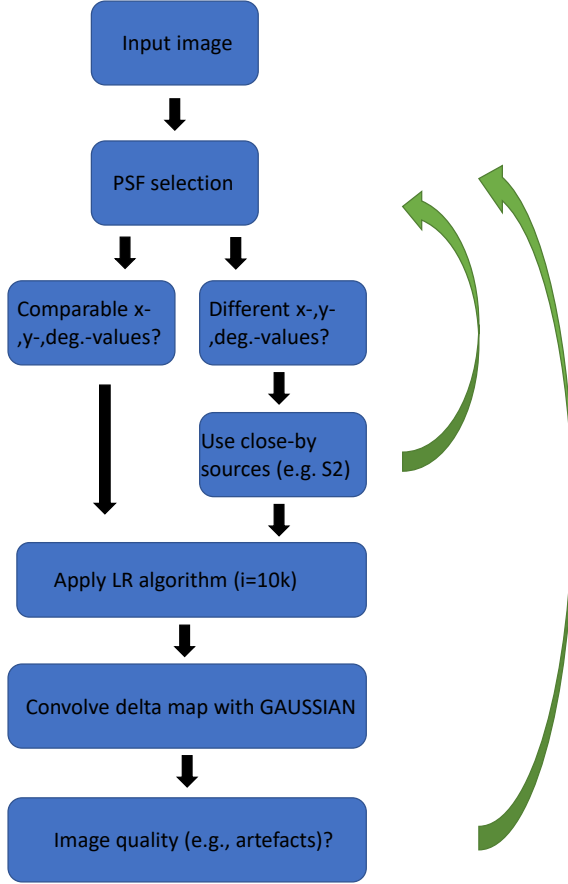 Input image
PSF selection
Comparable x-
,y-,deg.-values?
Different x-,y-
,deg.-values?
Use close-by
sources (e.g. S2)
Apply LR algorithm (i=10k)
Convolve delta map with GAUSSIAN
Image quality (e.g., artefacts)?